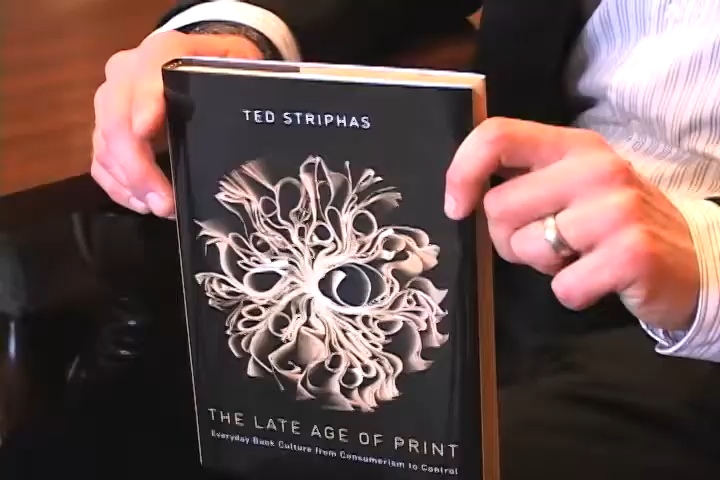 TED STRIPHAS
THE LATE AGE OF PRINT
Everyday Book Culture from Consumerism to Control